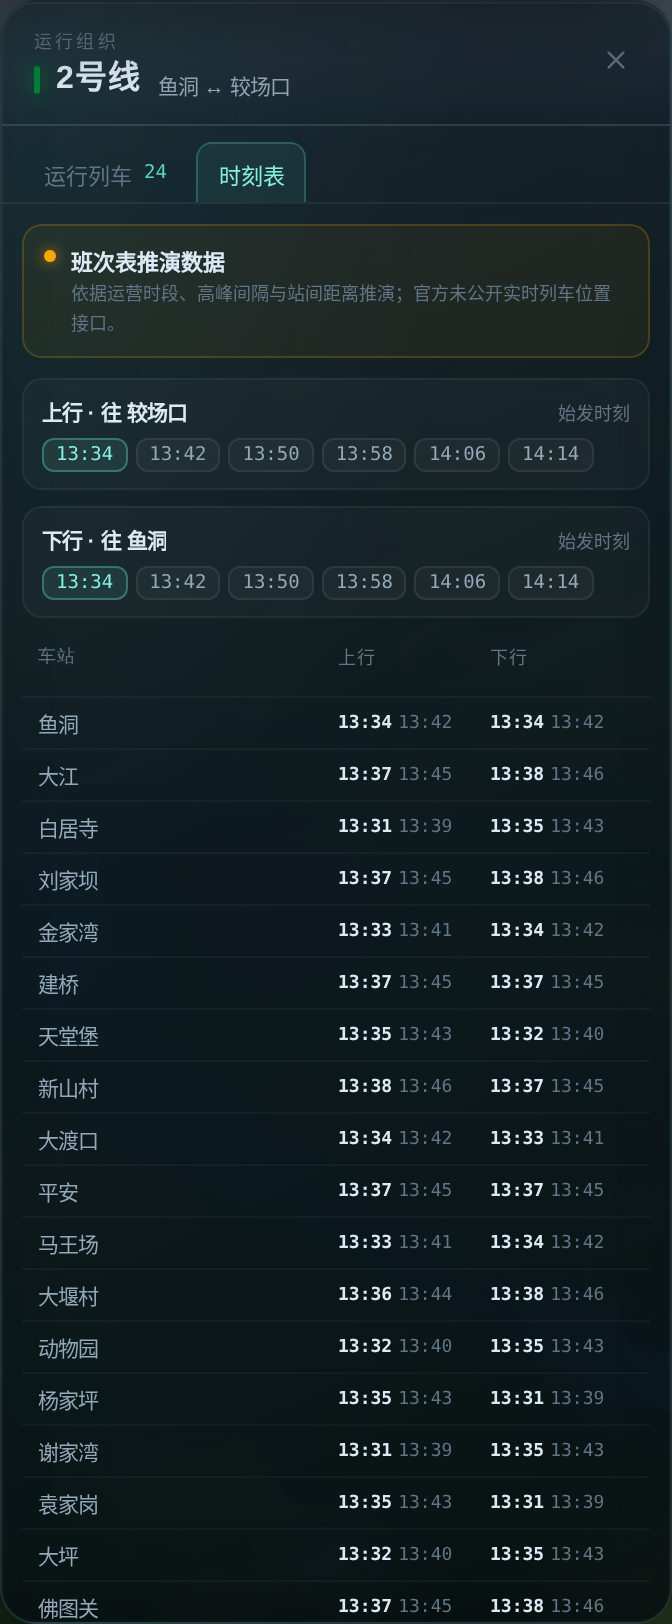 运行组织
2号线 鱼洞 ↔ 较场口
运行列车 24 时刻表
班次表推演数据
依据运营时段、高峰间隔与站间距离推演；官方未公开实时列车位置
接口。
上行 · 往 较场口 始发时刻
13:34 13:42 13:50 13:58 14:06 14:14
下行 · 往 鱼洞 始发时刻
13:34 13:42 13:50 13:58 14:06 14:14
车站 上行 下行
鱼洞 13:34 13:42 13:34 13:42
大江 13:37 13:45 13:38 13:46
白居寺 13:31 13:39 13:35 13:43
刘家坝 13:37 13:45 13:38 13:46
金家湾 13:33 13:41 13:34 13:42
建桥 13:37 13:45 13:37 13:45
天堂堡 13:35 13:43 13:32 13:40
新山村 13:38 13:46 13:37 13:45
大渡口 13:34 13:42 13:33 13:41
平安 13:37 13:45 13:37 13:45
马王场 13:33 13:41 13:34 13:42
大堰村 13:36 13:44 13:38 13:46
动物园 13:32 13:40 13:35 13:43
杨家坪 13:35 13:43 13:31 13:39
谢家湾 13:31 13:39 13:35 13:43
袁家岗 13:35 13:43 13:31 13:39
大坪 13:32 13:40 13:35 13:43
佛图关 13:37 13:45 13:38 13:46